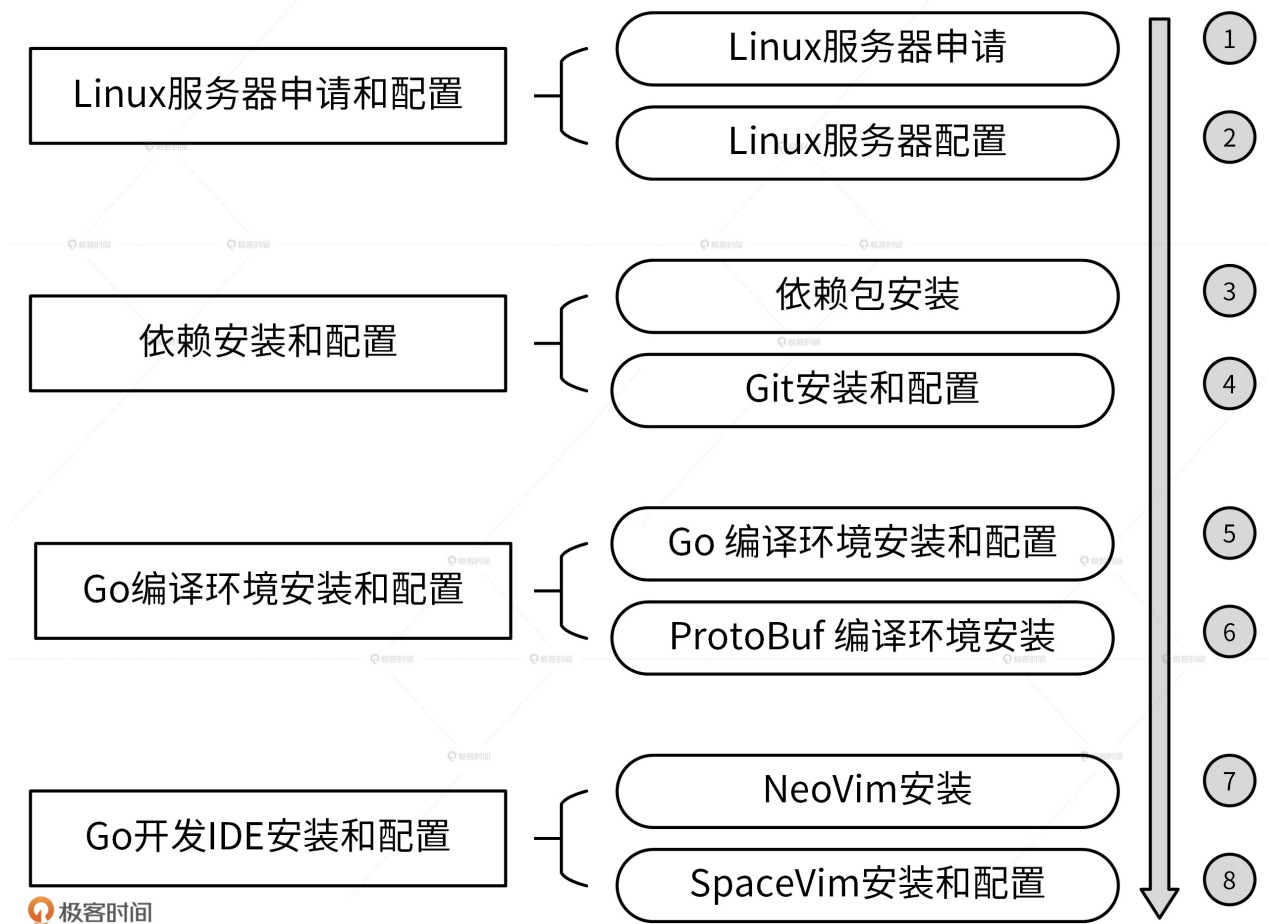 Linux服务器申请和配置
Linux服务器申请
1
Linux服务器配置
2
依赖安装和配置
依赖包安装
3
Git安装和配置
4
Go编译环境安装和配置
Go 编译环境安装和配置
5
ProtoBuf 编译环境安装
6
Go开发IDE安装和配置
NeoVim安装
7
SpaceVim安装和配置
8
极客时间